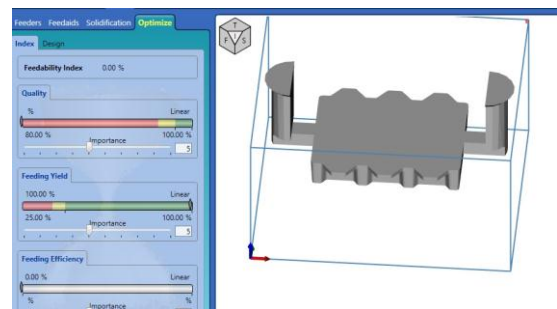 Feeders Feedaids Solidification Optimize
Index Design
Feedability Index 0.00 %
Quality
% Linear
80.00 % 100.00 %
Importance
5
Feeding Yield
100.00 % Linear
25.00 % 100.00 %
Importance
5
Feeding Efficiency
0.00 % Linear
% %
Importance
T
F S